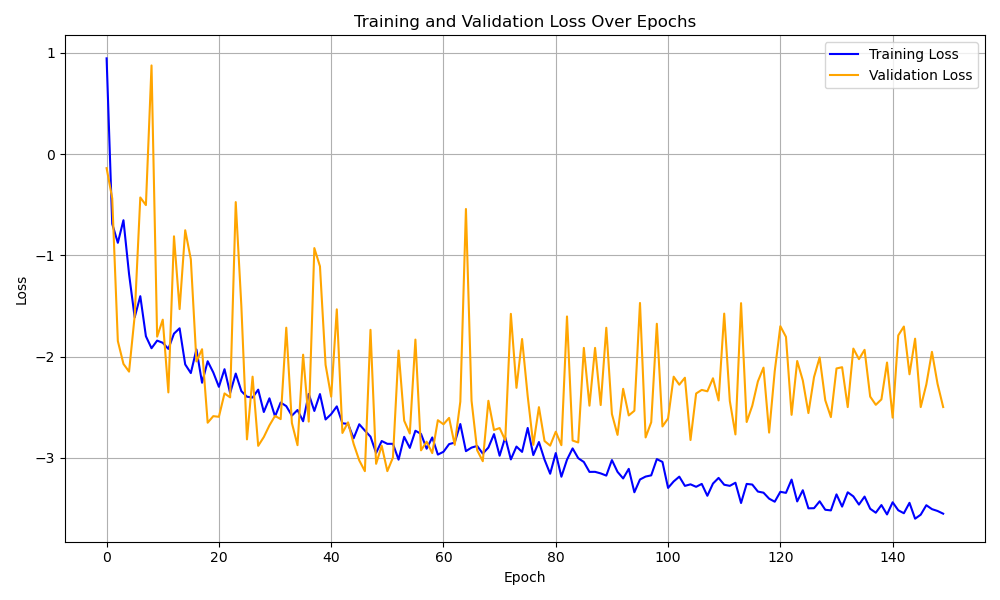 Training and Validation Loss Over Epochs
Training Loss
Validation Loss
1
0
−1
−2
−3
Loss
0 20 40 60 80 100 120 140
Epoch